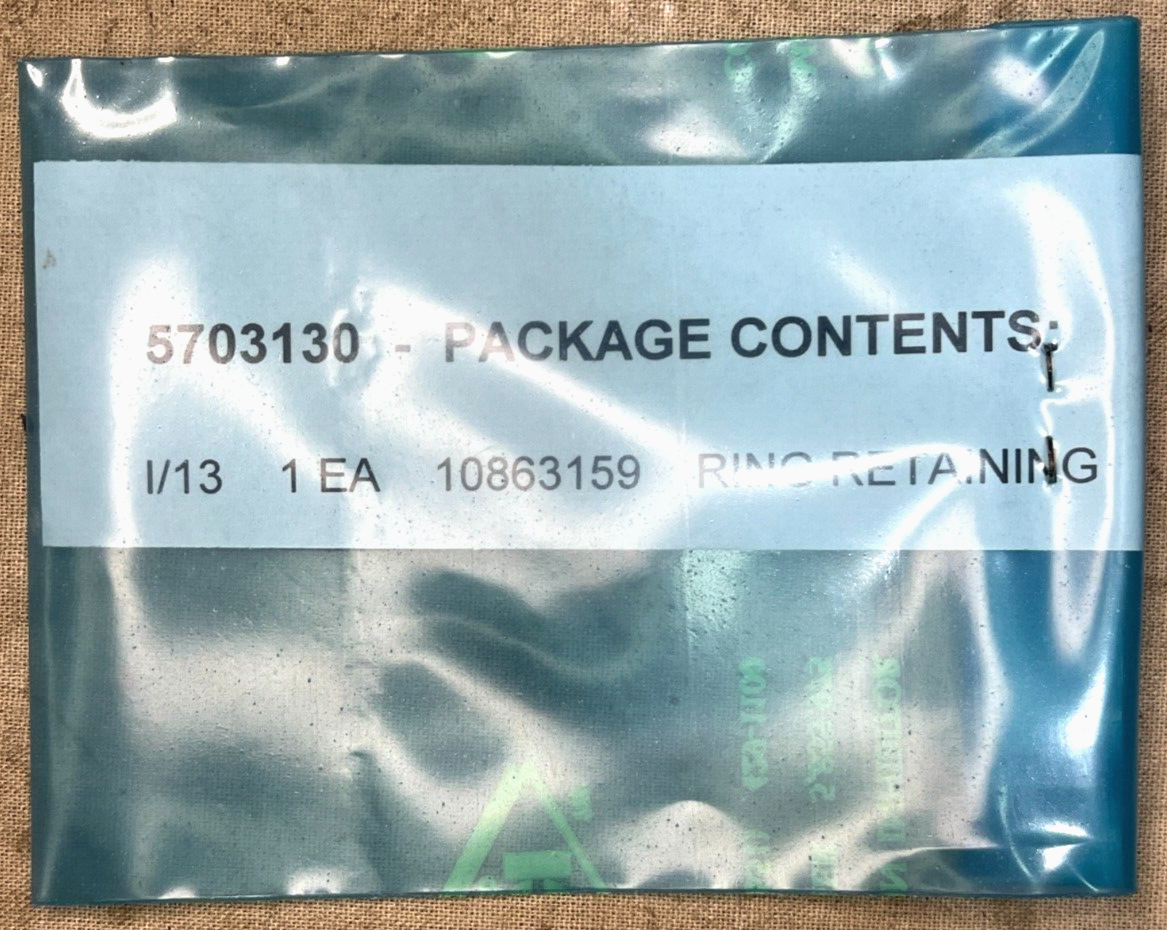 5703130 - PACKAGE CONTENTS:
I/13 1 EA 10863159 RING RETAINING